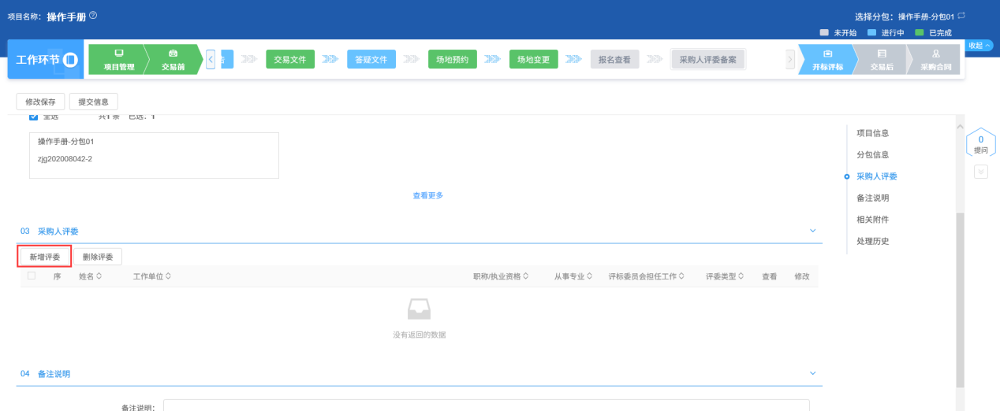 项目名称: 操作手册
选择分包: 操作手册-分包01
未开始 进行中 已完成
工作环节 项目管理 交易前 交易文件 答疑文件 场地预约 场地变更 报名查看 采购人评委备案 开标评标 交易后 采购合同 收起
修改保存 提交信息
全选 共1条 已选: 1
操作手册-分包01
zjg202008042-2
查看更多
项目信息
分包信息
采购人评委
备注说明
相关附件
处理历史
0
提问
03 采购人评委
新增评委 删除评委
序 姓名 工作单位 职称/执业资格 从事专业 评标委员会担任工作 评委类型 查看 修改
没有返回的数据
04 备注说明
备注说明: